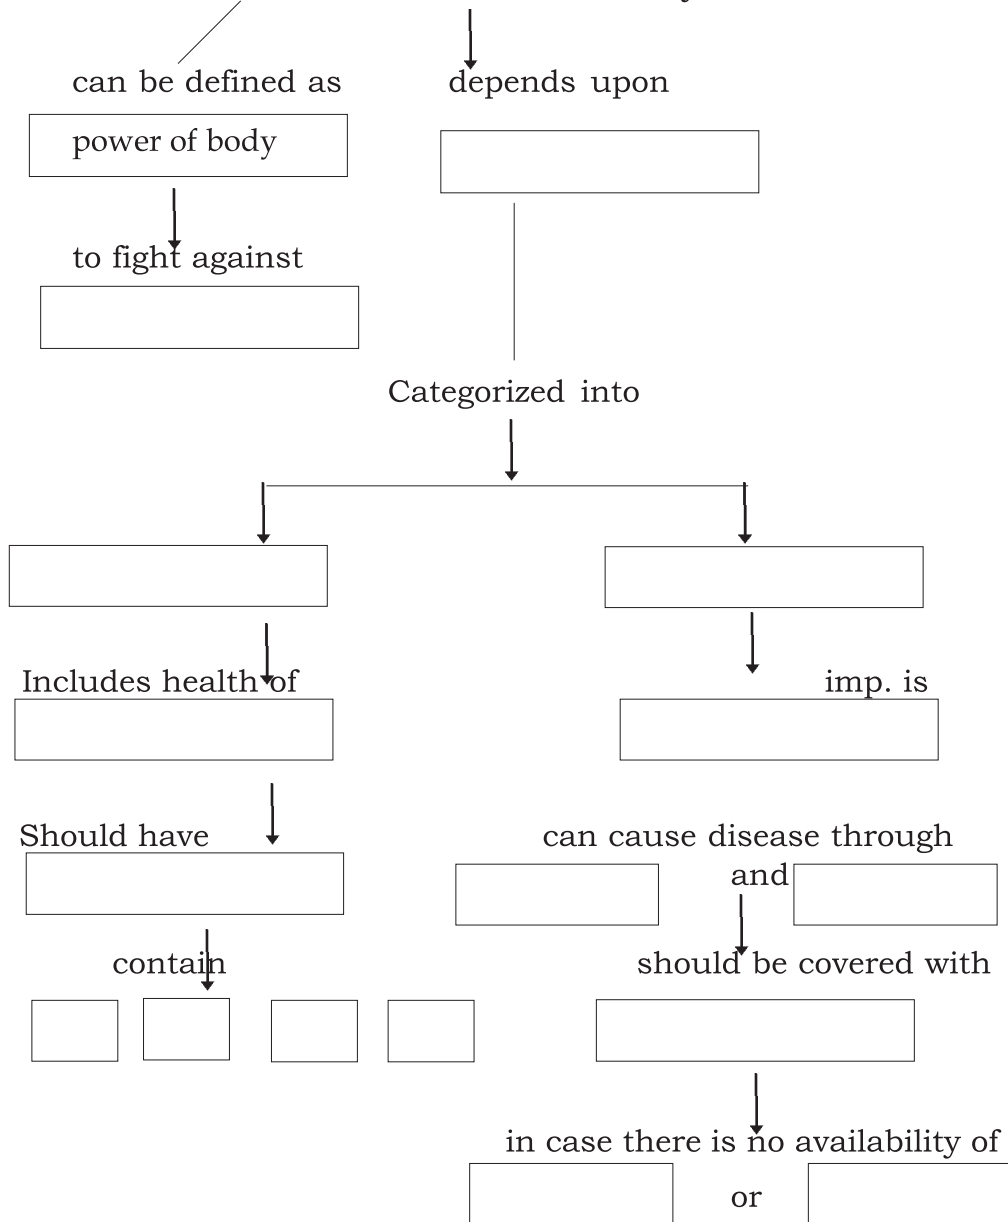 can be defined as
depends upon
power of body
to fight against
Categorized into
Includes health of
imp. is
Should have
can cause disease through
and
contain
should be covered with
in case there is no availability of
or